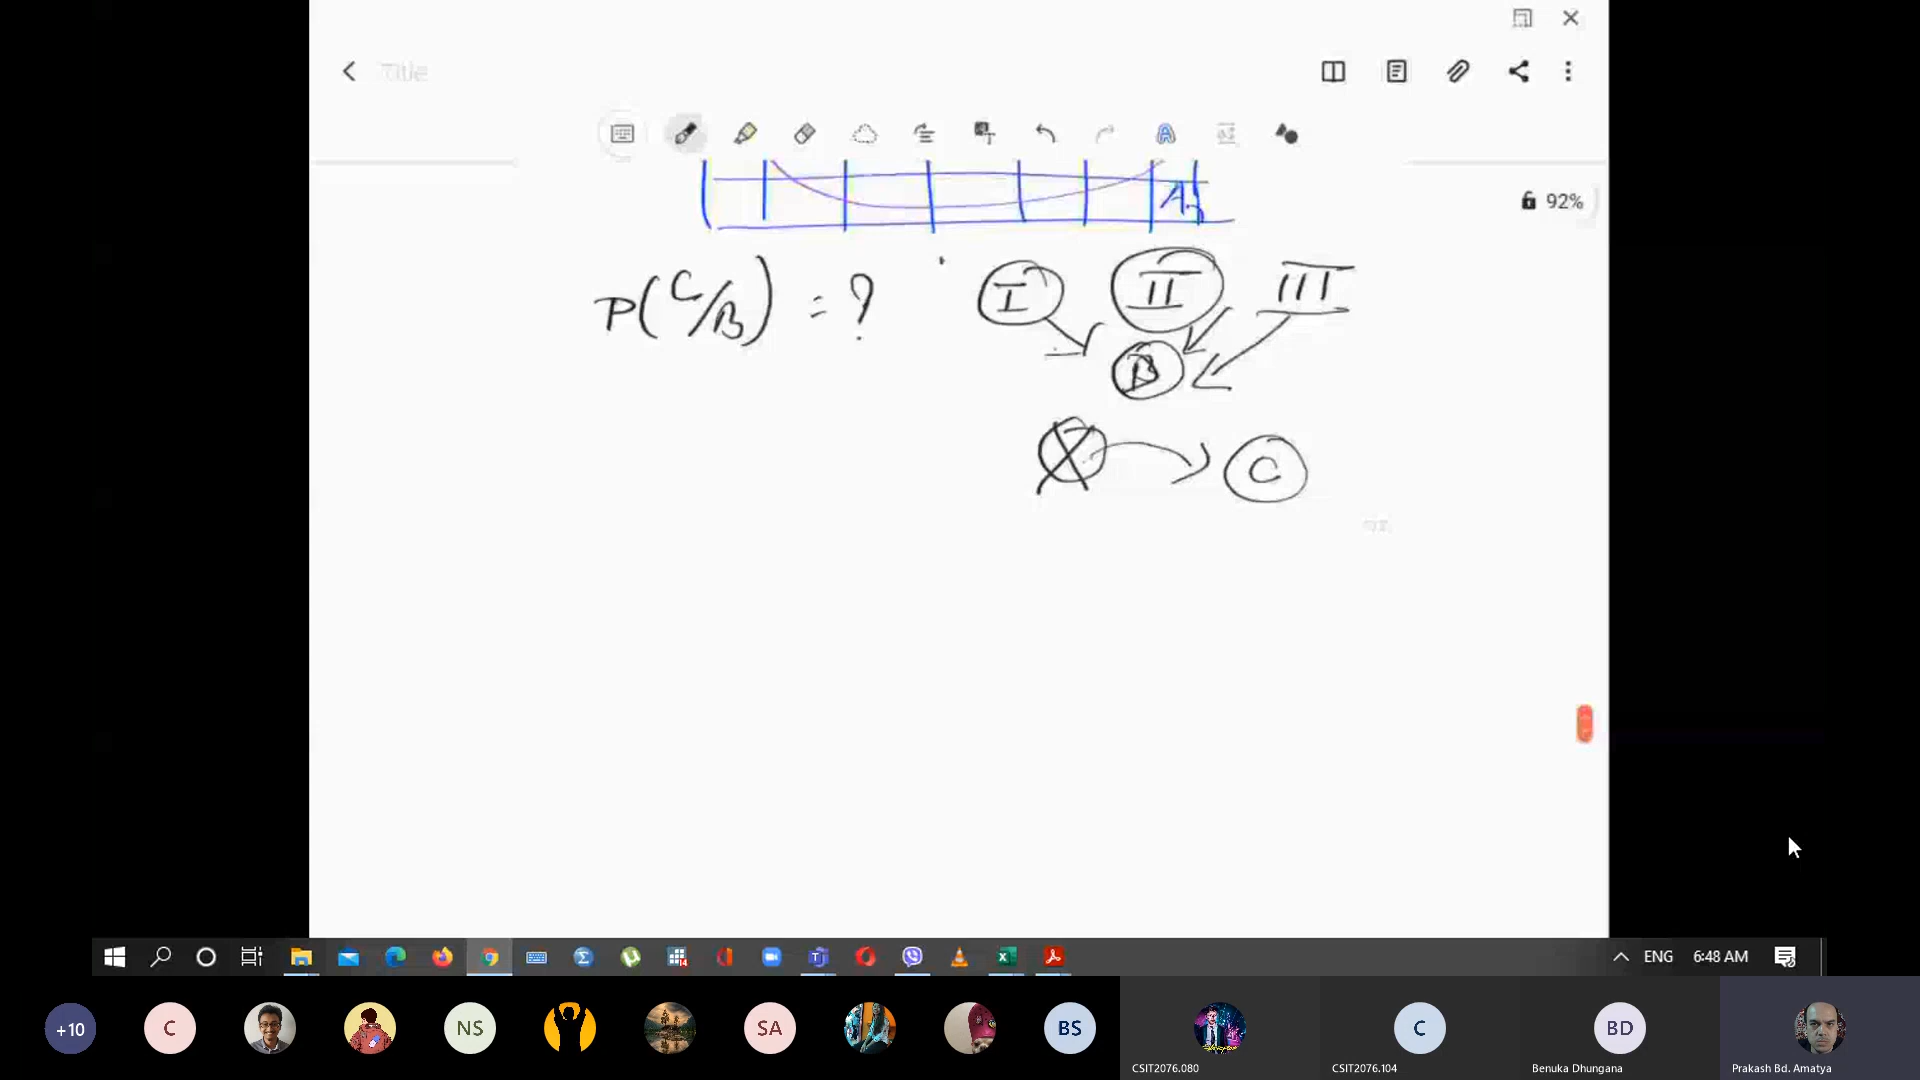 Title
92%
A₃
P(C/B) = ?
I II III
B
X C
ENG 6:48 AM
+10 C NS SA BS C BD
CSIT2076.080 CSIT2076.104 Benuka Dhungana Prakash Bd. Amatya